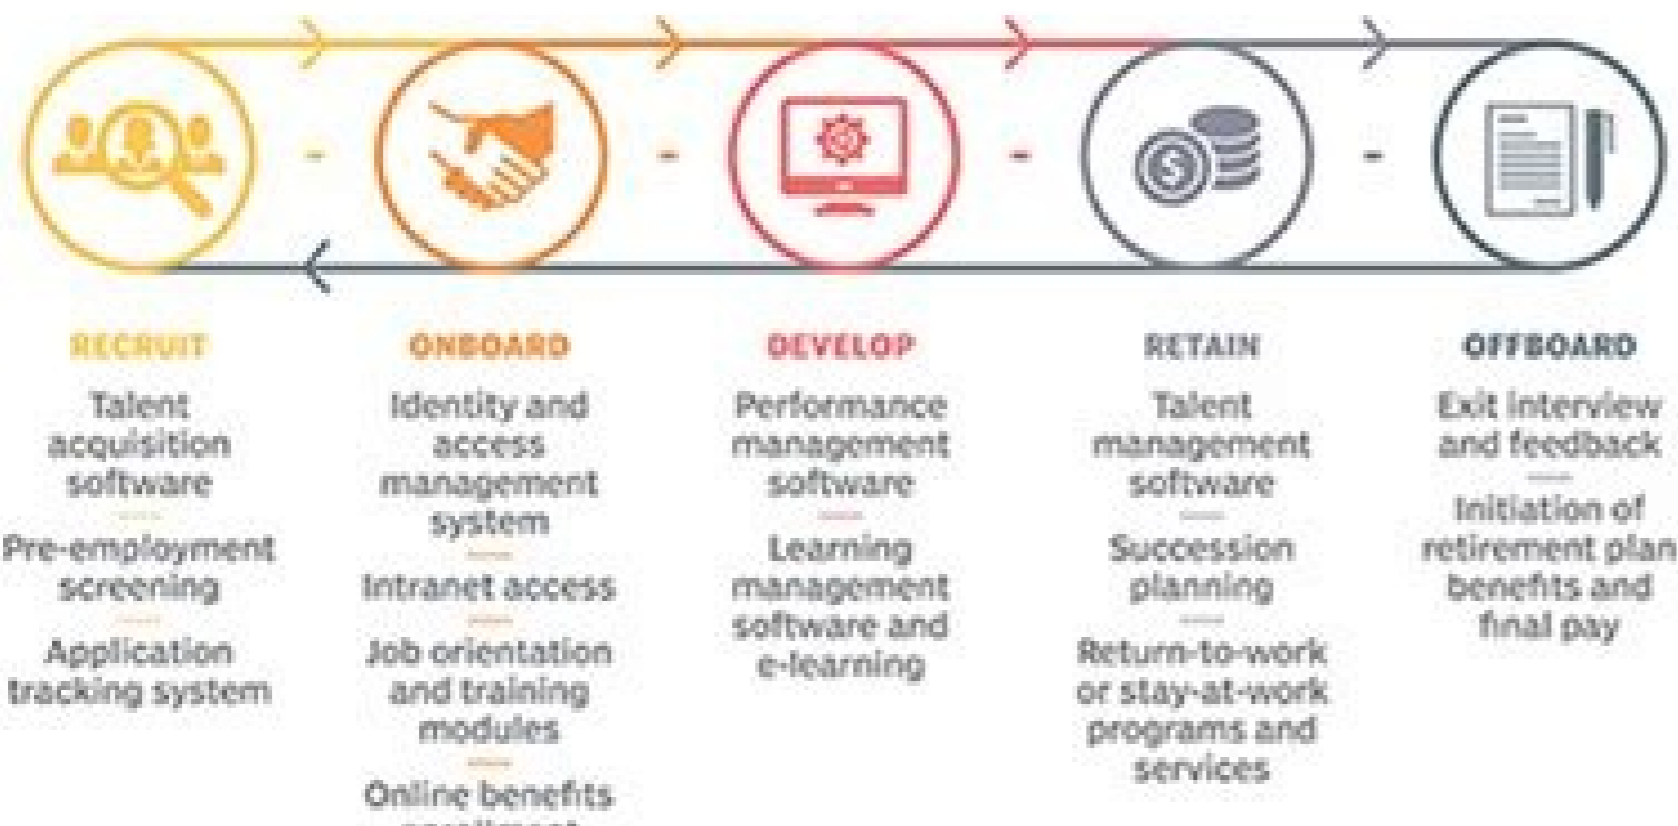 RECRUIT
Talent
acquisition
software
Pre-employment
screening
Application
tracking system
ONBOARD
Identity and
access
management
system
Intranet access
Job orientation
and training
modules
Online benefits
DEVELOP
Performance
management
software
Learning
management
software and
e-learning
RETAIN
Talent
management
software
Succession
planning
Return-to-work
or stay-at-work
programs and
services
OFFBOARD
Exit interview
and feedback
Initiation of
retirement plan
benefits and
final pay